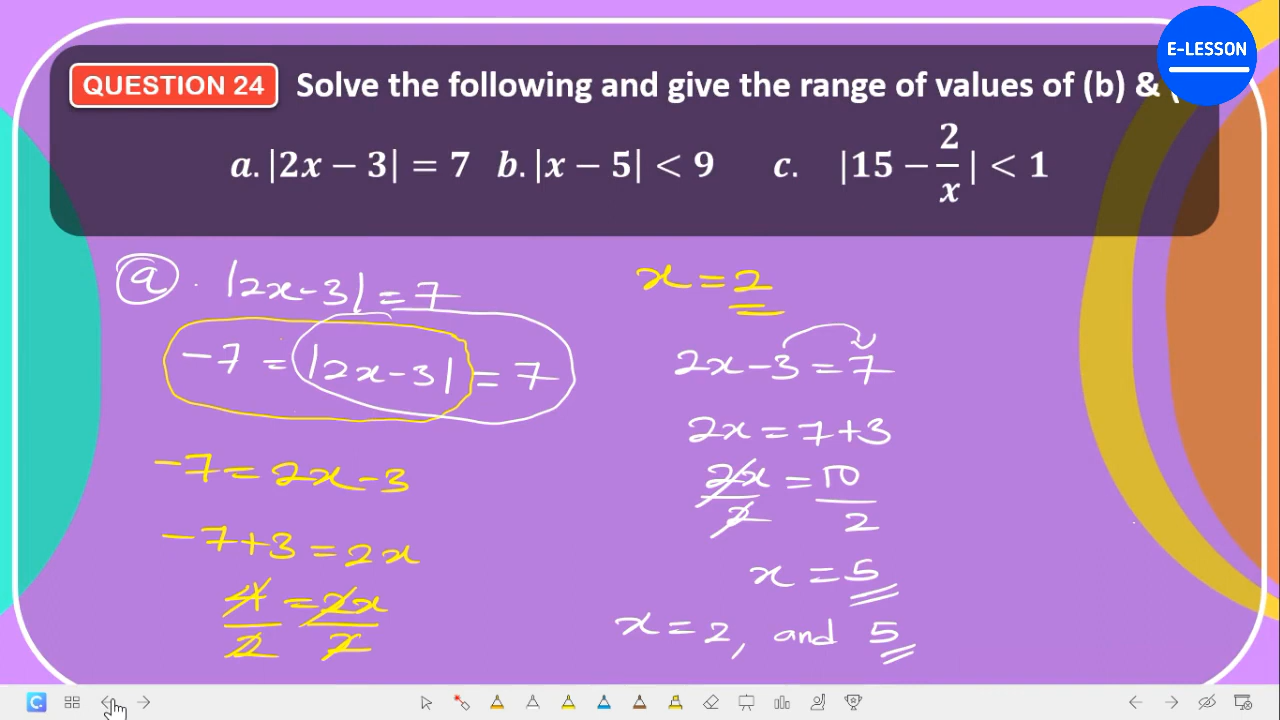 E-LESSON
QUESTION 24 Solve the following and give the range of values of (b) & (
a. |2x − 3| = 7 b. |x − 5| < 9 c. |15 − 2/x| < 1
a. |2x-3| = 7
-7 = |2x-3| = 7
-7 = 2x-3
-7+3 = 2x
4/2 = 2x/2
x = 2
2x-3 = 7
2x = 7+3
2x/2 = 10/2
x = 5
x = 2, and 5